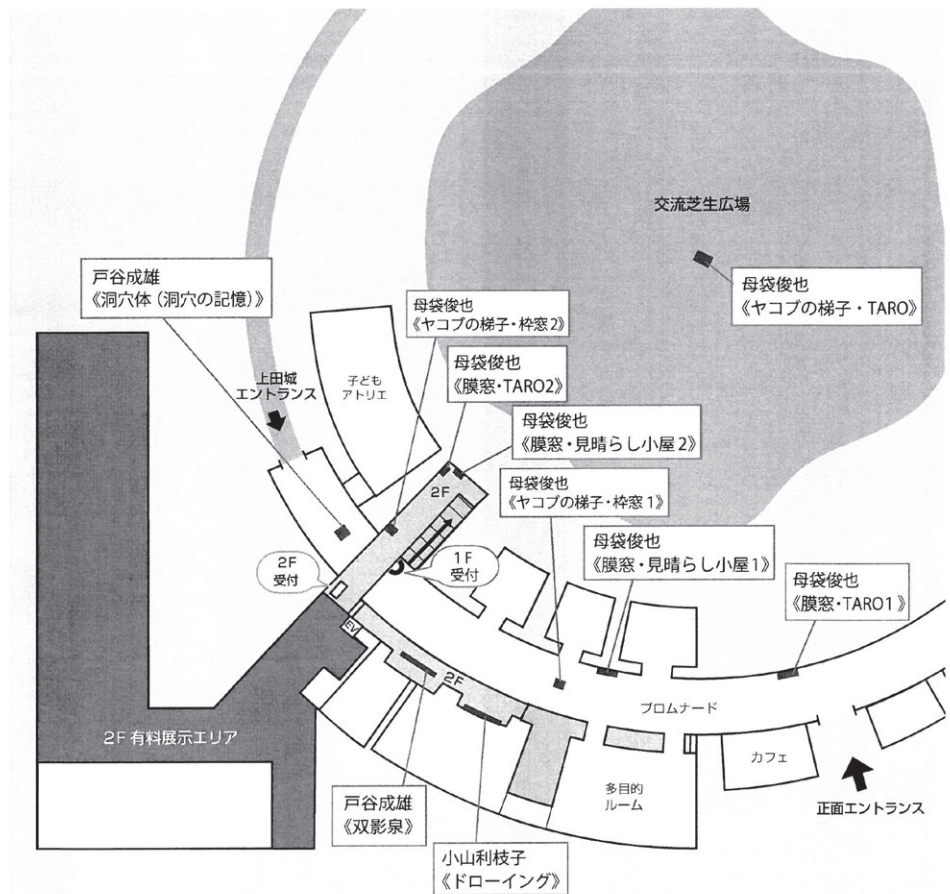 交流芝生広場
戸谷成雄
《洞穴体（洞穴の記憶）》
母袋俊也
《ヤコブの梯子・TARO》
母袋俊也
《ヤコブの梯子・枠窓2》
母袋俊也
《膜窓・TARO2》
上田城
エントランス
子ども
アトリエ
母袋俊也
《膜窓・見晴らし小屋2》
2F
母袋俊也
《ヤコブの梯子・枠窓1》
2F
受付
1F
受付
母袋俊也
《膜窓・見晴らし小屋1》
母袋俊也
《膜窓・TARO1》
EV
2F
プロムナード
2F 有料展示エリア
カフェ
多目的
ルーム
正面エントランス
戸谷成雄
《双影泉》
小山利枝子
《ドローイング》